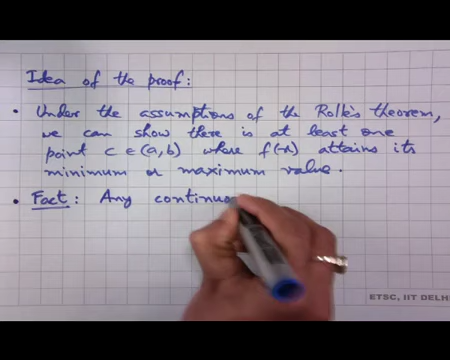 Idea of the proof:
• Under the assumptions of the Rolle's theorem,
we can show there is at least one
point c ∈ (a, b) where f(x) attains its
minimum or maximum value.
• Fact: Any continuo
ETSC, IIT DELHI